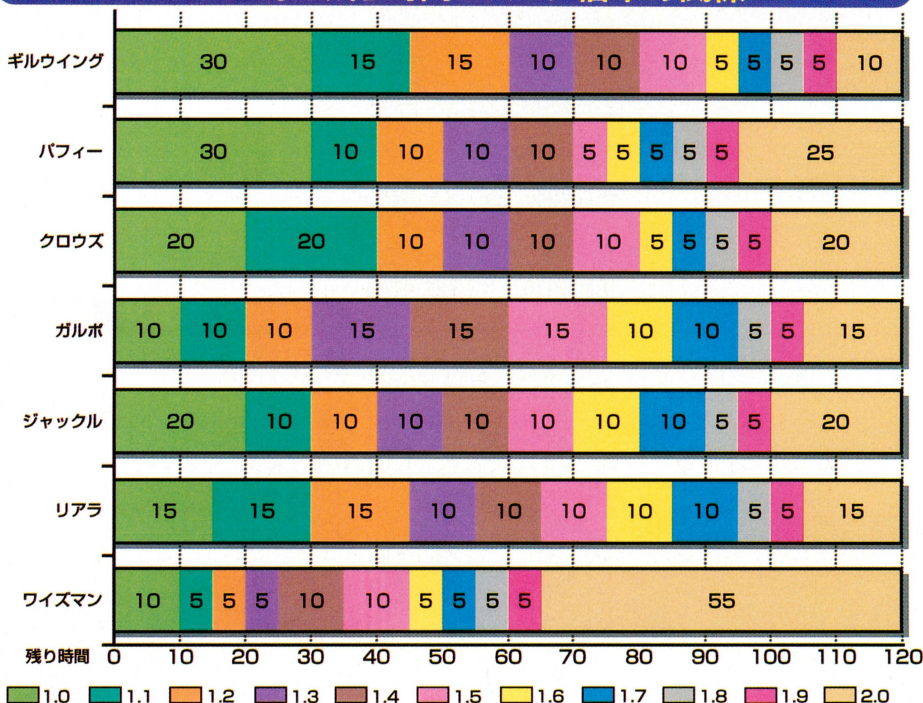 ギルウイング 30 15 15 10 10 10 5 5 5 5 10
パフィー 30 10 10 10 10 5 5 5 5 5 25
クロウズ 20 20 10 10 10 10 5 5 5 5 20
ガルポ 10 10 10 15 15 15 10 10 5 5 15
ジャックル 20 10 10 10 10 10 10 10 5 5 20
リアラ 15 15 15 10 10 10 10 10 5 5 15
ワイズマン 10 5 5 5 10 10 5 5 5 5 55
残り時間 0 10 20 30 40 50 60 70 80 90 100 110 120
1.0 1.1 1.2 1.3 1.4 1.5 1.6 1.7 1.8 1.9 2.0